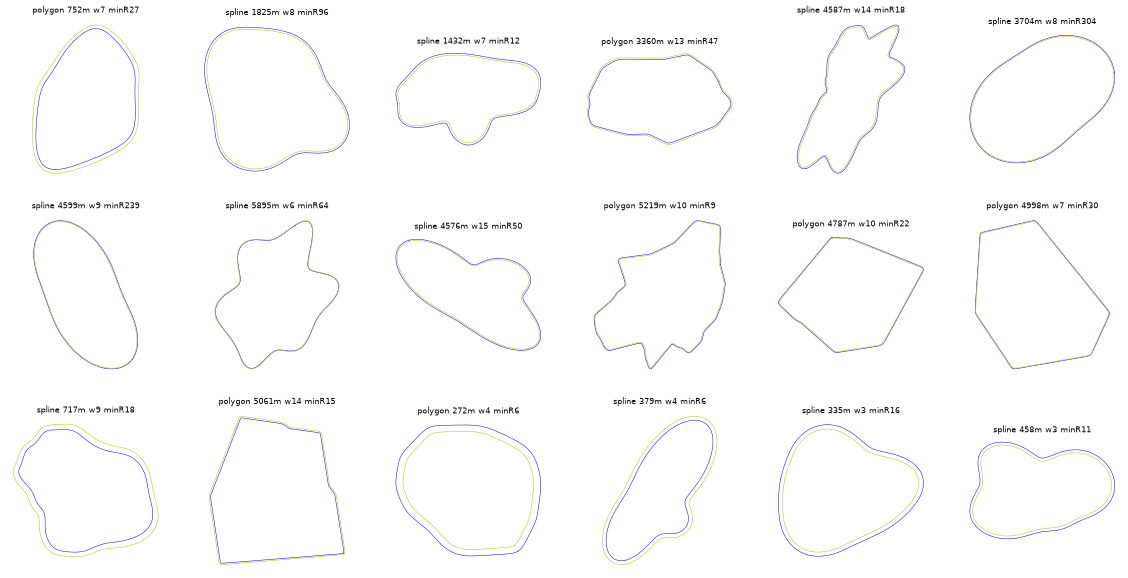 polygon 752m w7 minR27
spline 1825m w8 minR96
spline 1432m w7 minR12
polygon 3360m w13 minR47
spline 4587m w14 minR18
spline 3704m w8 minR304
spline 4599m w9 minR239
spline 5895m w6 minR64
spline 4576m w15 minR50
polygon 5219m w10 minR9
polygon 4787m w10 minR22
polygon 4998m w7 minR30
spline 717m w9 minR18
polygon 5061m w14 minR15
polygon 272m w4 minR6
spline 379m w4 minR6
spline 335m w3 minR16
spline 458m w3 minR11